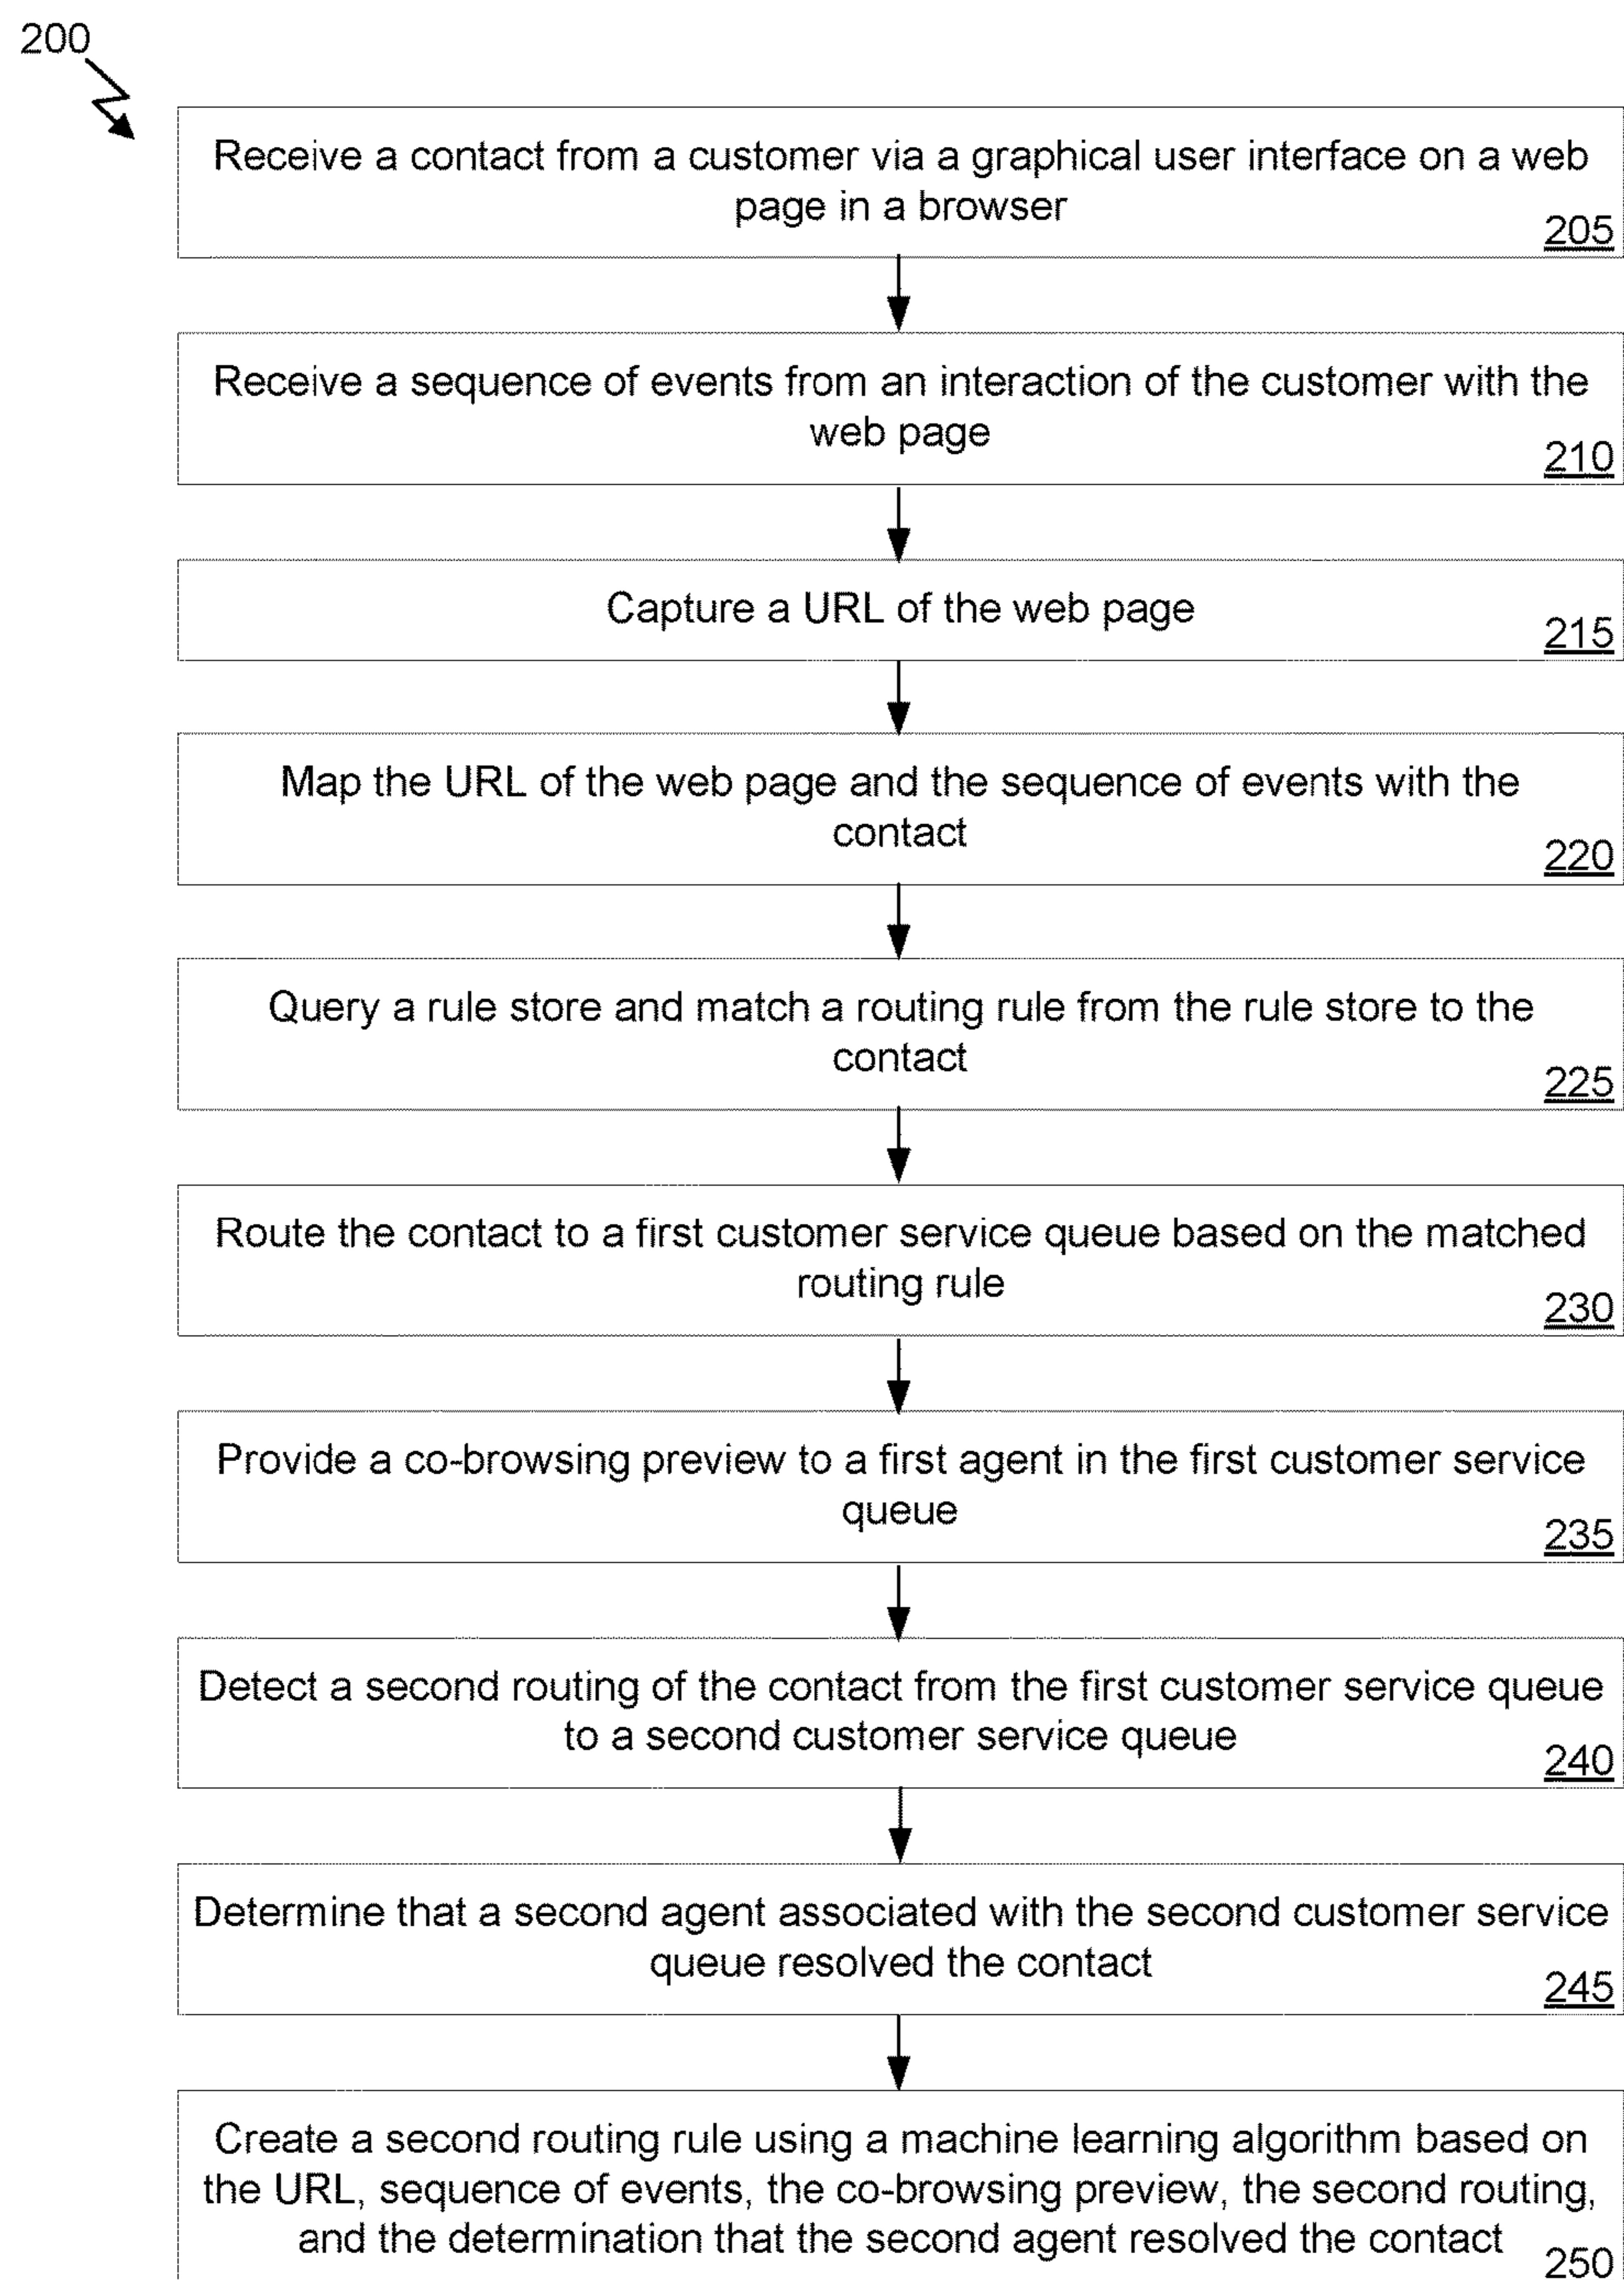 200
Receive a contact from a customer via a graphical user interface on a web
page in a browser
205
Receive a sequence of events from an interaction of the customer with the
web page
210
Capture a URL of the web page
215
Map the URL of the web page and the sequence of events with the
contact
220
Query a rule store and match a routing rule from the rule store to the
contact
225
Route the contact to a first customer service queue based on the matched
routing rule
230
Provide a co-browsing preview to a first agent in the first customer service
queue
235
Detect a second routing of the contact from the first customer service queue
to a second customer service queue
240
Determine that a second agent associated with the second customer service
queue resolved the contact
245
Create a second routing rule using a machine learning algorithm based on
the URL, sequence of events, the co-browsing preview, the second routing,
and the determination that the second agent resolved the contact
250